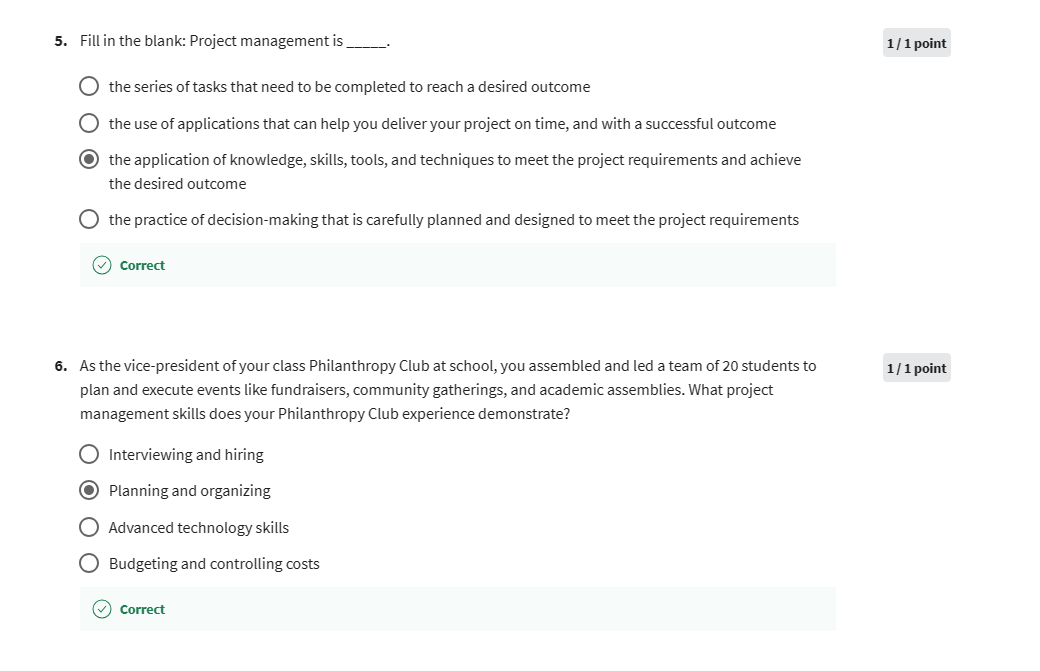 5. Fill in the blank: Project management is _____.
1 / 1 point
the series of tasks that need to be completed to reach a desired outcome
the use of applications that can help you deliver your project on time, and with a successful outcome
the application of knowledge, skills, tools, and techniques to meet the project requirements and achieve
the desired outcome
the practice of decision-making that is carefully planned and designed to meet the project requirements
Correct
6. As the vice-president of your class Philanthropy Club at school, you assembled and led a team of 20 students to
1 / 1 point
plan and execute events like fundraisers, community gatherings, and academic assemblies. What project
management skills does your Philanthropy Club experience demonstrate?
Interviewing and hiring
Planning and organizing
Advanced technology skills
Budgeting and controlling costs
Correct